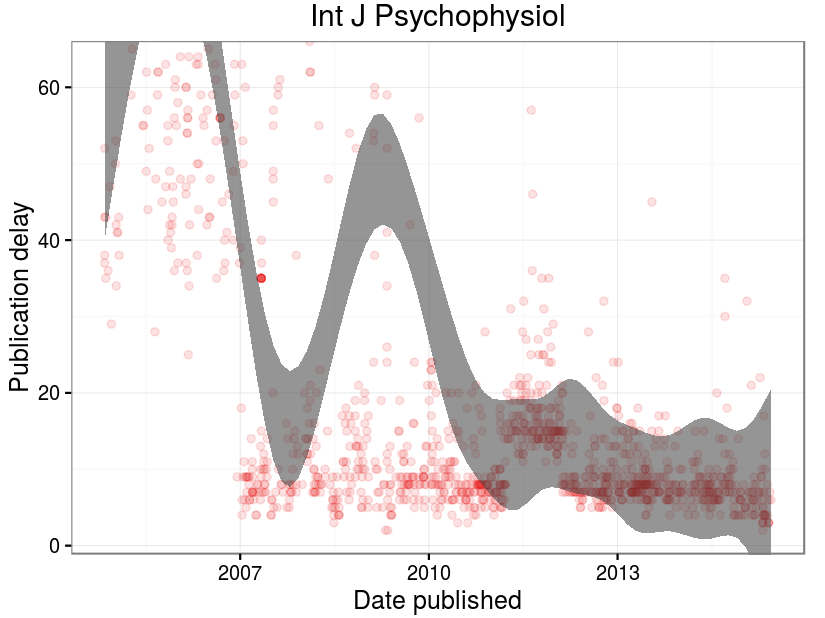 Int J Psychophysiol
Publication delay
60
40
20
0
2007
2010
2013
Date published